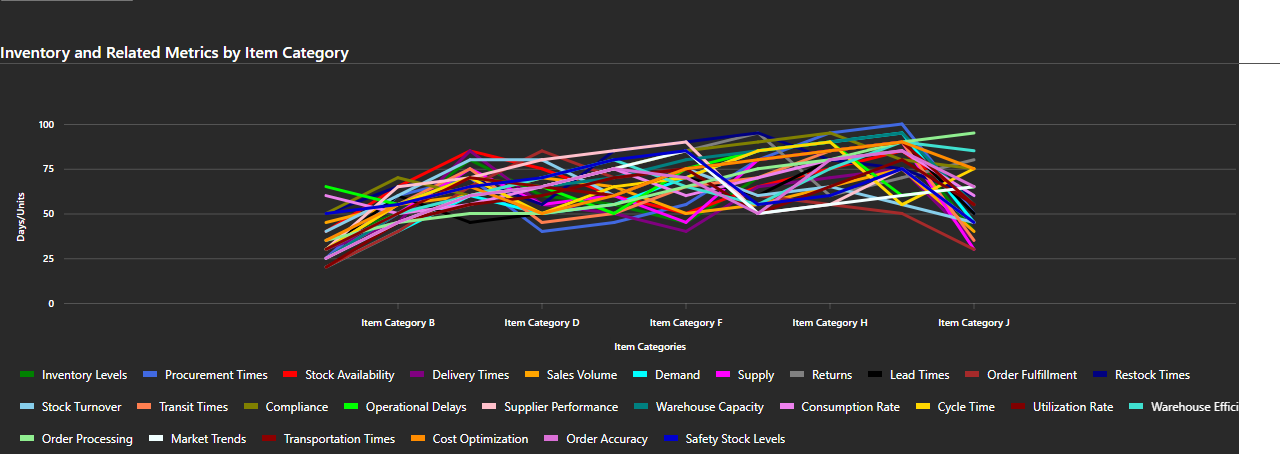 Inventory and Related Metrics by Item Category
100
75
50
25
0
Days/Units
Item Category B Item Category D Item Category F Item Category H Item Category J
Item Categories
Inventory Levels Procurement Times Stock Availability Delivery Times Sales Volume Demand Supply Returns Lead Times Order Fulfillment Restock Times
Stock Turnover Transit Times Compliance Operational Delays Supplier Performance Warehouse Capacity Consumption Rate Cycle Time Utilization Rate Warehouse Effici
Order Processing Market Trends Transportation Times Cost Optimization Order Accuracy Safety Stock Levels